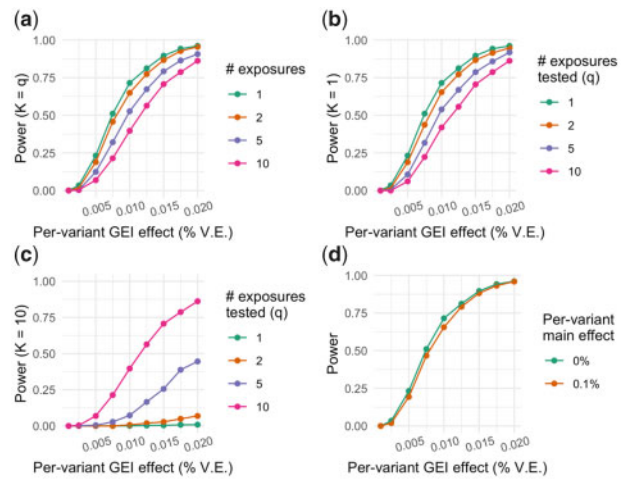 (a)
Power (K = q)
1.00
0.75
0.50
0.25
0.00
0.005
0.010
0.015
0.020
Per-variant GEI effect (% V.E.)
# exposures
1
2
5
10
(b)
Power (K = 1)
1.00
0.75
0.50
0.25
0.00
0.005
0.010
0.015
0.020
Per-variant GEI effect (% V.E.)
# exposures
tested (q)
1
2
5
10
(c)
Power (K = 10)
1.00
0.75
0.50
0.25
0.00
0.005
0.010
0.015
0.020
Per-variant GEI effect (% V.E.)
# exposures
tested (q)
1
2
5
10
(d)
Power
1.00
0.75
0.50
0.25
0.00
0.005
0.010
0.015
0.020
Per-variant GEI effect (% V.E.)
Per-variant
main effect
0%
0.1%